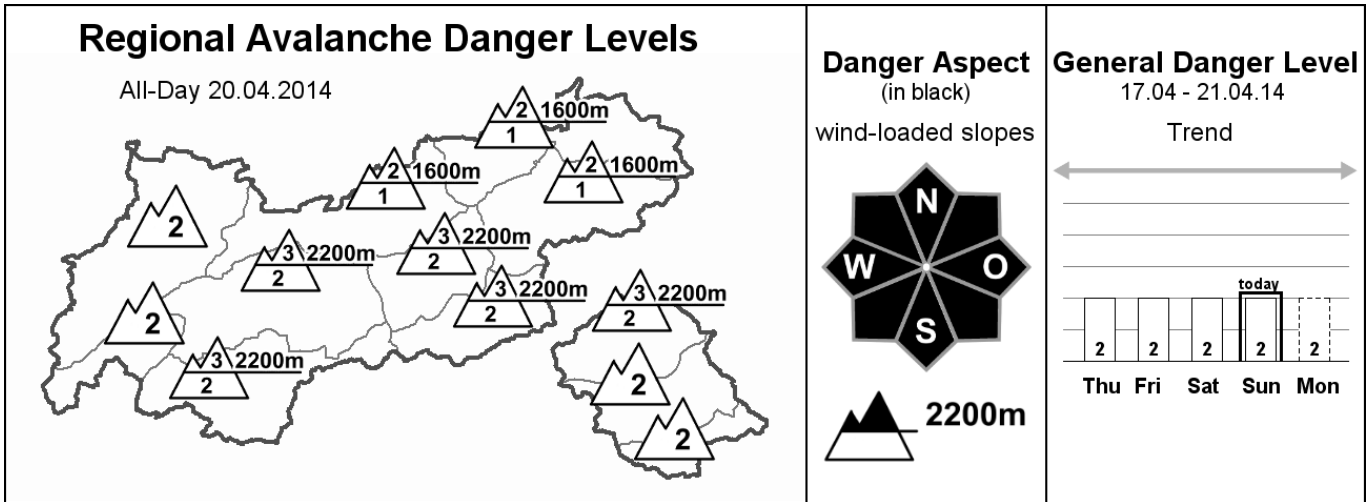 Regional Avalanche Danger Levels
All-Day 20.04.2014
2 1600m
1
2 1600m
1
2 1600m
1
2
3 2200m
2
3 2200m
2
3 2200m
2
3 2200m
2
2
3 2200m
2
2
2
Danger Aspect
(in black)
wind-loaded slopes
N
W O
S
2200m
General Danger Level
17.04 - 21.04.14
Trend
today
2 2 2 2 2
Thu Fri Sat Sun Mon